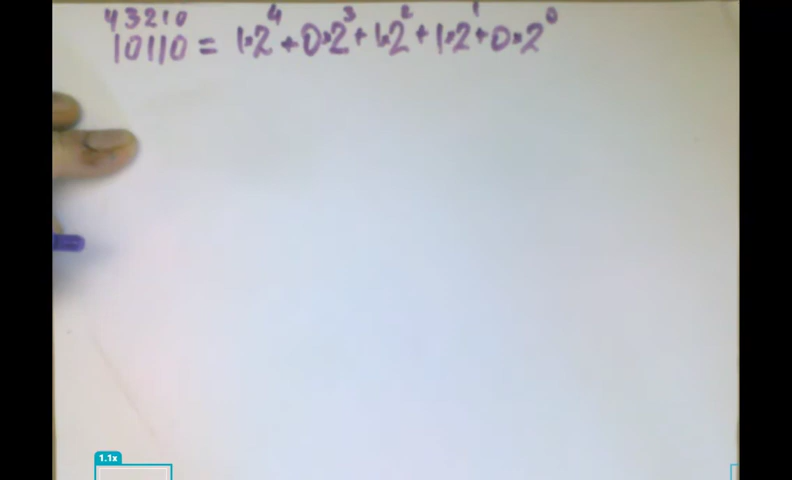 43210
10110 = 1·2⁴ + 0·2³ + 1·2² + 1·2¹ + 0·2⁰
1.1x